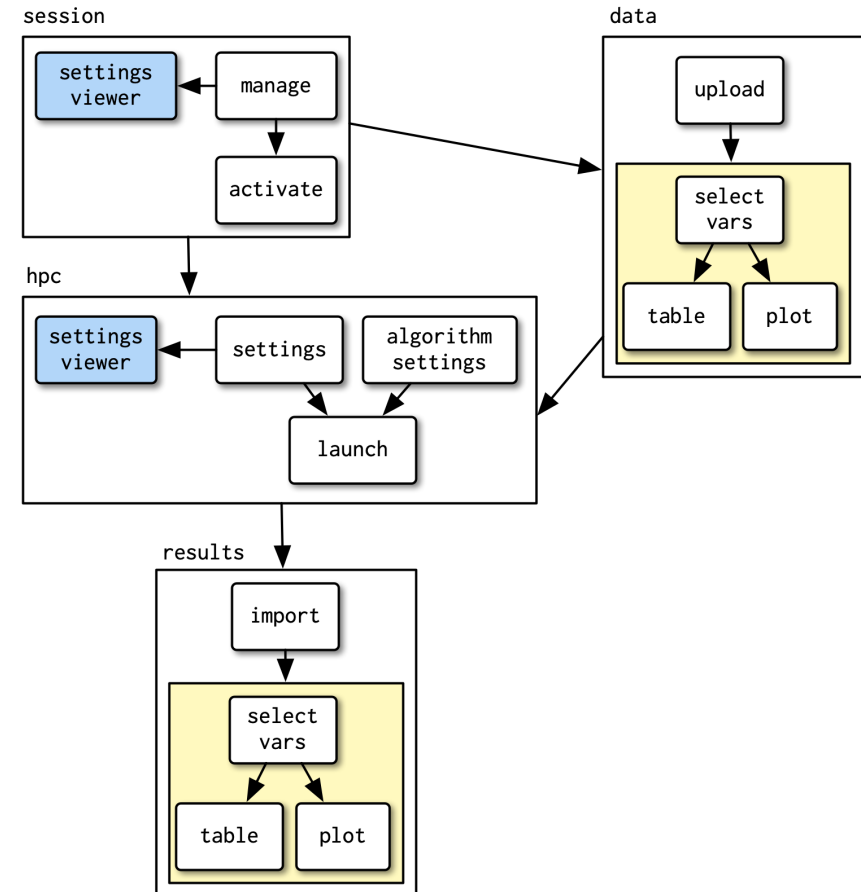 session
settings
viewer
manage
activate
data
upload
select
vars
table
plot
hpc
settings
viewer
settings
algorithm
settings
launch
results
import
select
vars
table
plot